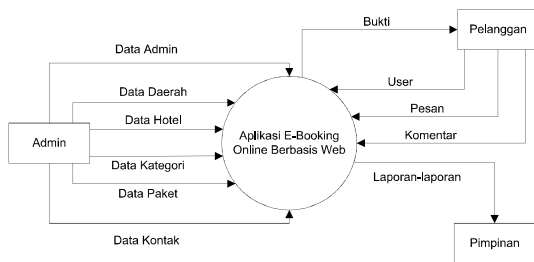 Data Admin
Data Daerah
Data Hotel
Admin
Data Kategori
Data Paket
Data Kontak
Aplikasi E-Booking
Online Berbasis Web
Bukti
Pelanggan
User
Pesan
Komentar
Laporan-laporan
Pimpinan